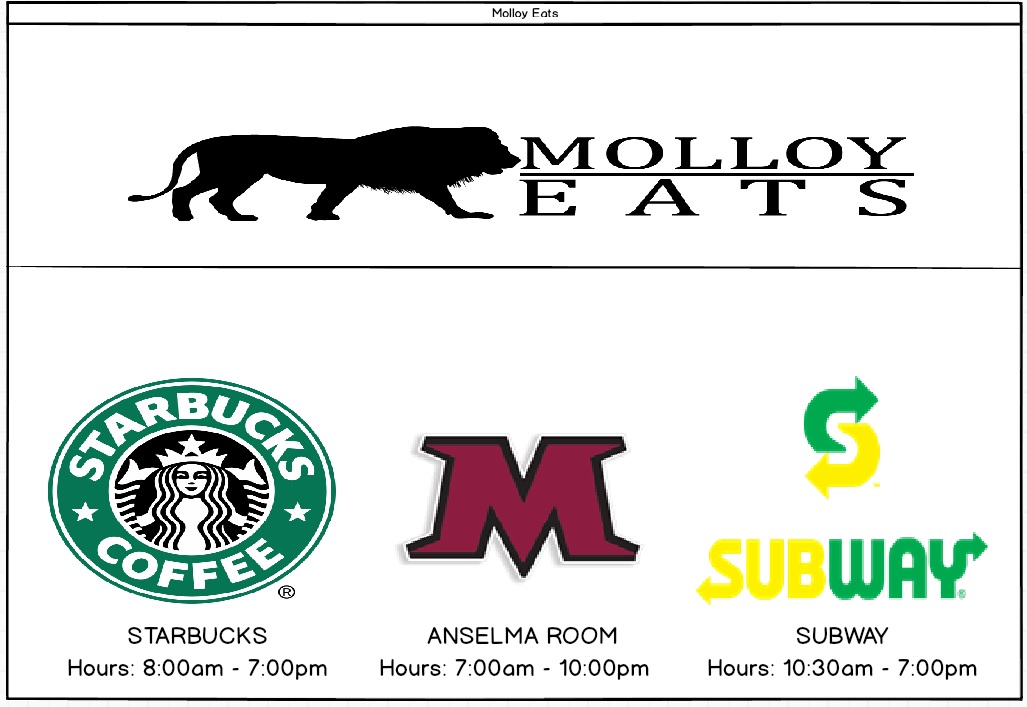 Molloy Eats
MOLLOY
EATS
STARBUCKS
COFFEE
®
M
S
SUBWAY®
STARBUCKS
Hours: 8:00am - 7:00pm
ANSELMA ROOM
Hours: 7:00am - 10:00pm
SUBWAY
Hours: 10:30am - 7:00pm